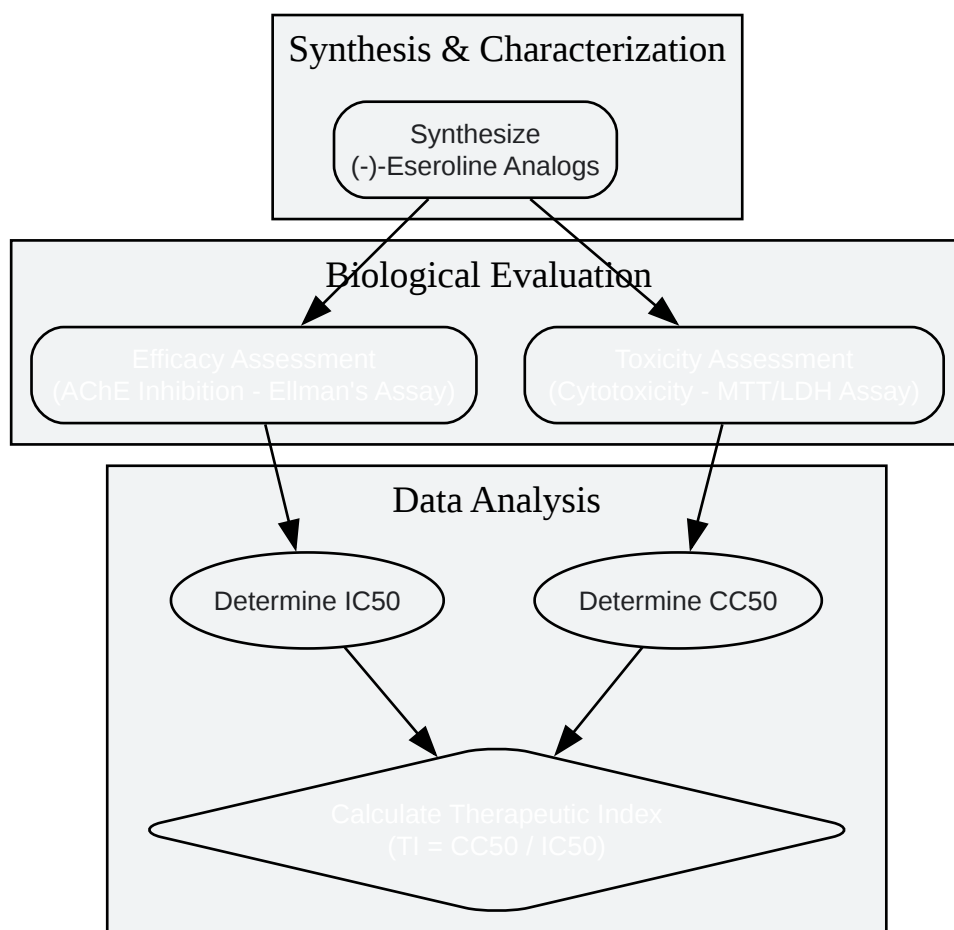 Synthesis & Characterization
Synthesize
(-)-Eseroline Analogs
Biological Evaluation
Efficacy Assessment
(AChE Inhibition - Ellman's Assay)
Toxicity Assessment
(Cytotoxicity - MTT/LDH Assay)
Data Analysis
Determine IC50
Determine CC50
Calculate Therapeutic Index
(TI = CC50 / IC50)